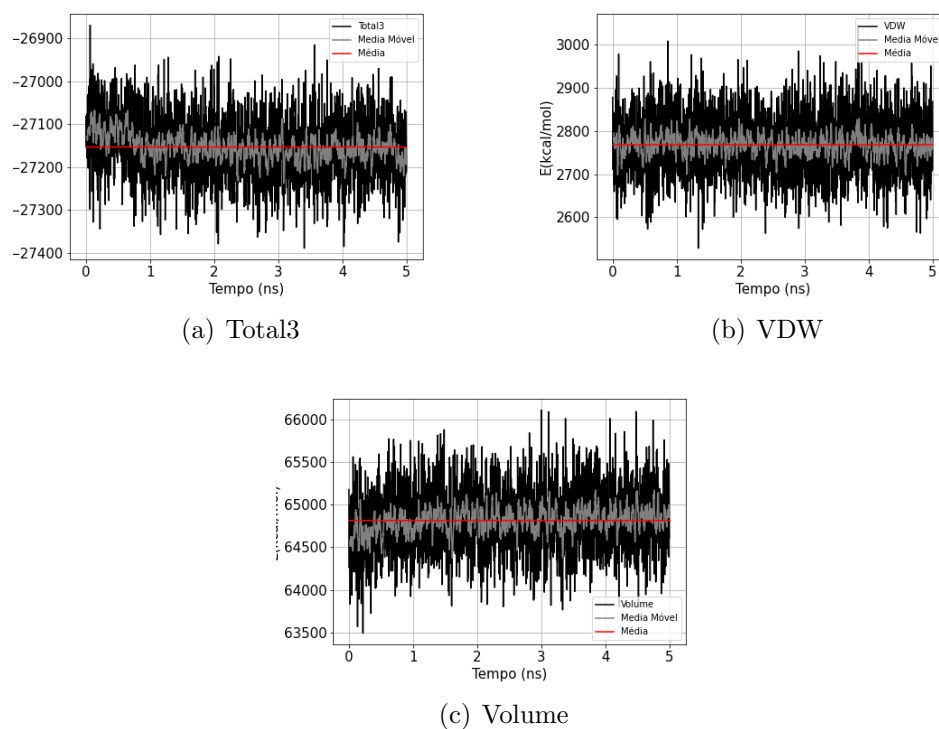 Total3
Media Móvel
Média
−26900
−27000
−27100
−27200
−27300
−27400
0 1 2 3 4 5
Tempo (ns)
(a) Total3
VDW
Media Móvel
Média
3000
2900
2800
2700
2600
E(kcal/mol)
0 1 2 3 4 5
Tempo (ns)
(b) VDW
66000
65500
65000
64500
64000
63500
Volume
Media Móvel
Média
0 1 2 3 4 5
Tempo (ns)
(c) Volume